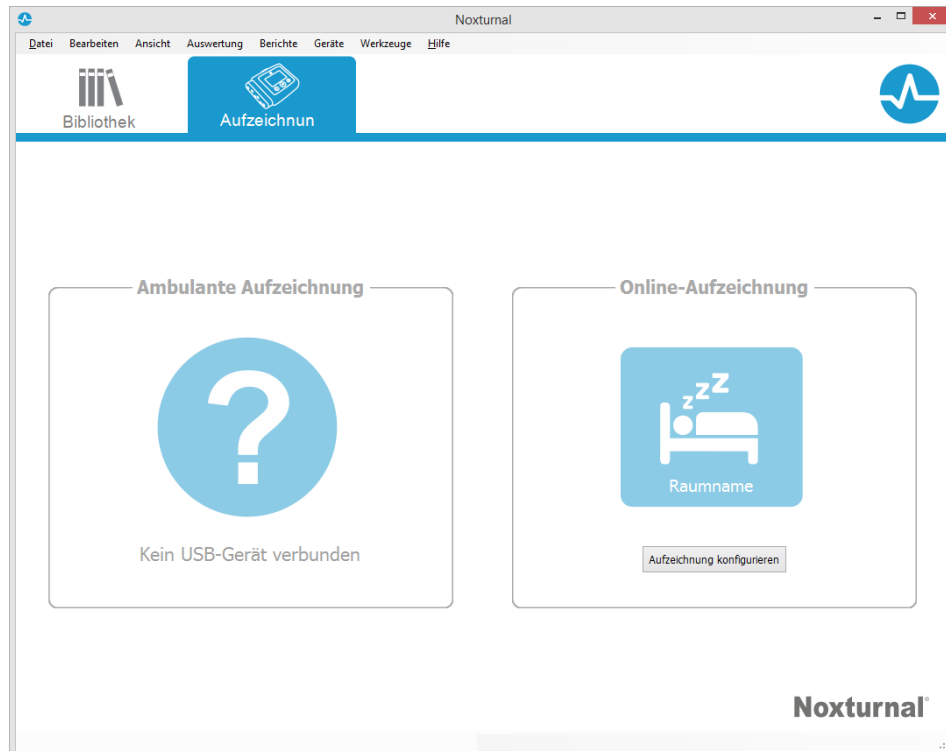 Noxturnal
Datei Bearbeiten Ansicht Auswertung Berichte Geräte Werkzeuge Hilfe
Bibliothek Aufzeichnun
Ambulante Aufzeichnung Online-Aufzeichnung
?
zzz
Raumname
Kein USB-Gerät verbunden
Aufzeichnung konfigurieren
Noxturnal®